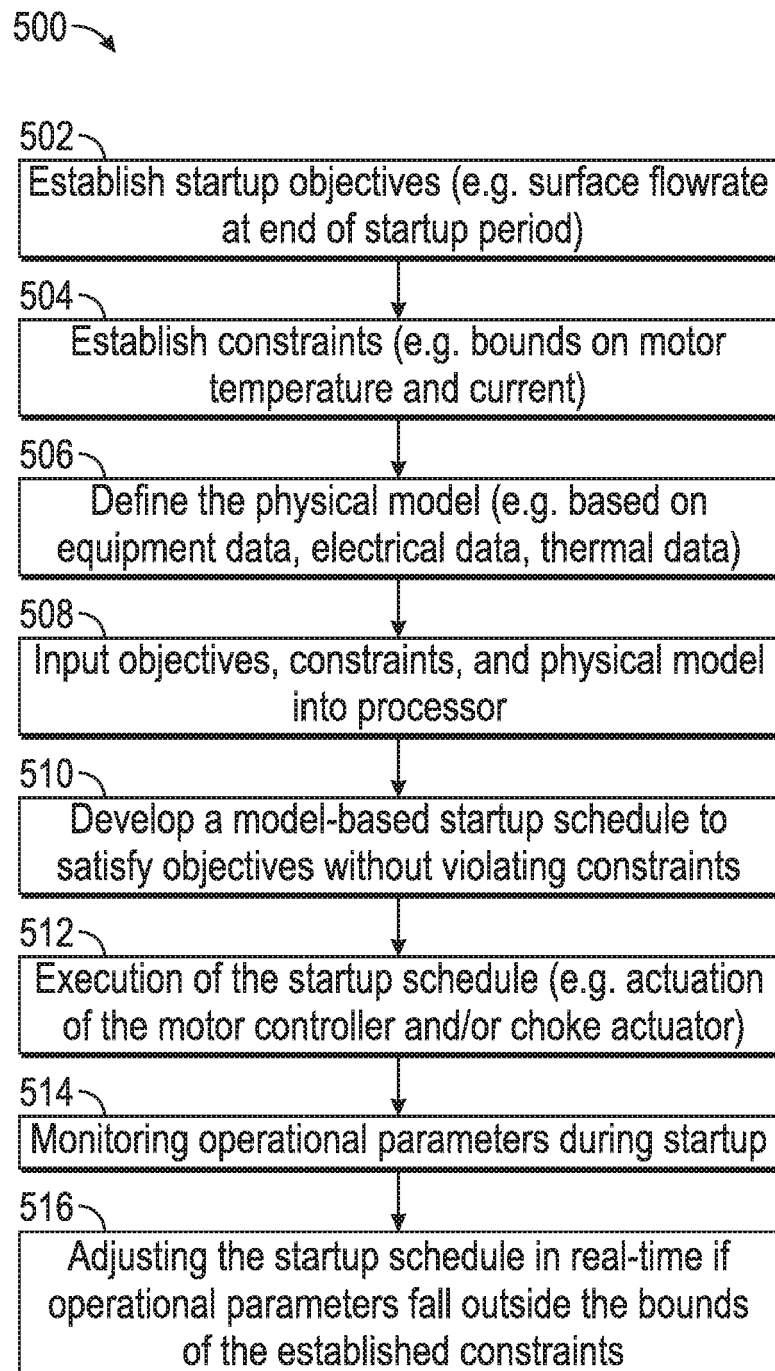 500
502
Establish startup objectives (e.g. surface flowrate
at end of startup period)
504
Establish constraints (e.g. bounds on motor
temperature and current)
506
Define the physical model (e.g. based on
equipment data, electrical data, thermal data)
508
Input objectives, constraints, and physical model
into processor
510
Develop a model-based startup schedule to
satisfy objectives without violating constraints
512
Execution of the startup schedule (e.g. actuation
of the motor controller and/or choke actuator)
514
Monitoring operational parameters during startup
516
Adjusting the startup schedule in real-time if
operational parameters fall outside the bounds
of the established constraints